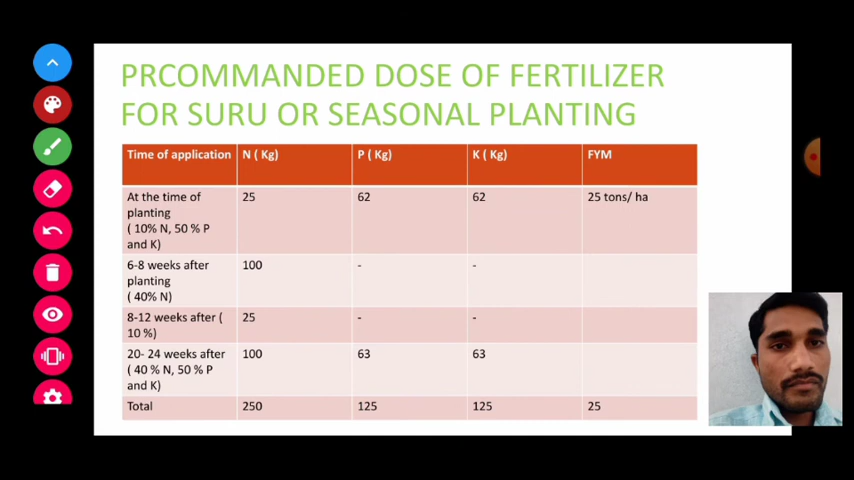 PRCOMMANDED DOSE OF FERTILIZER
FOR SURU OR SEASONAL PLANTING
Time of application N ( Kg) P ( Kg) K ( Kg) FYM
At the time of 25 62 62 25 tons/ ha
planting
( 10% N, 50 % P
and K)
6-8 weeks after 100 - -
planting
( 40% N)
8-12 weeks after ( 25 - -
10 %)
20- 24 weeks after 100 63 63
( 40 % N, 50 % P
and K)
Total 250 125 125 25